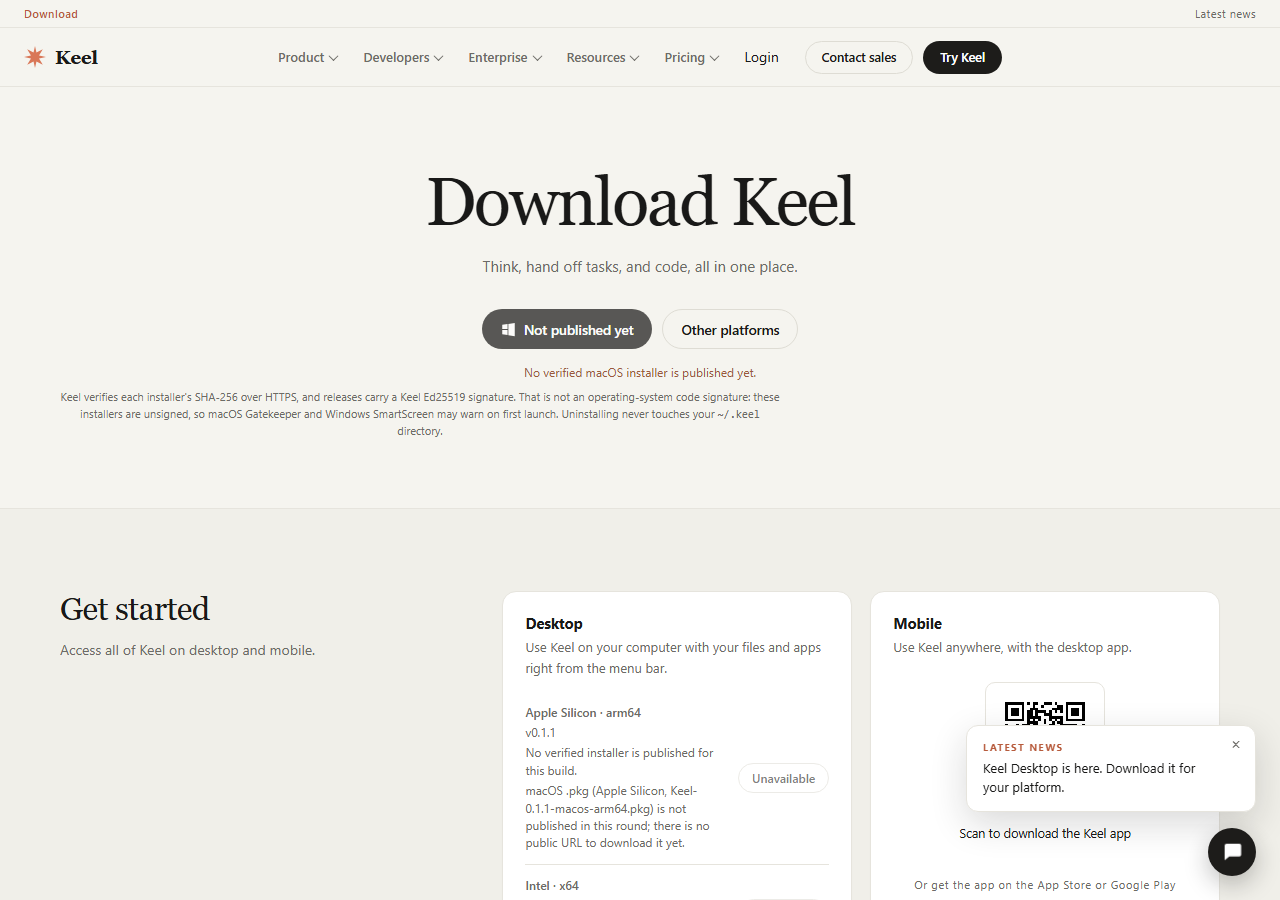 Download
Latest news
Keel
Product
Developers
Enterprise
Resources
Pricing
Login
Contact sales
Try Keel
Download Keel
Think, hand off tasks, and code, all in one place.
Not published yet
Other platforms
No verified macOS installer is published yet.
Keel verifies each installer's SHA-256 over HTTPS, and releases carry a Keel Ed25519 signature. That is not an operating-system code signature: these
installers are unsigned, so macOS Gatekeeper and Windows SmartScreen may warn on first launch. Uninstalling never touches your ~/.keel
directory.
Get started
Access all of Keel on desktop and mobile.
Desktop
Use Keel on your computer with your files and apps
right from the menu bar.
Apple Silicon · arm64
v0.1.1
No verified installer is published for
this build.
macOS .pkg (Apple Silicon, Keel-
0.1.1-macos-arm64.pkg) is not
published in this round; there is no
public URL to download it yet.
Unavailable
Intel · x64
Mobile
Use Keel anywhere, with the desktop app.
LATEST NEWS
Keel Desktop is here. Download it for
your platform.
Scan to download the Keel app
Or get the app on the App Store or Google Play